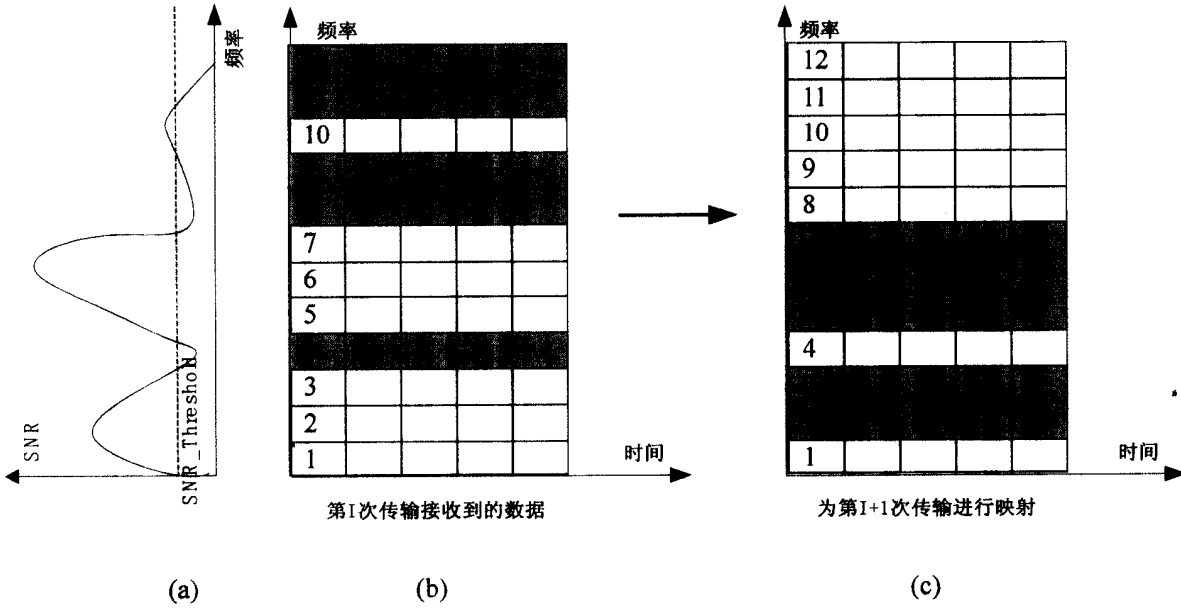 频率
SNR
SNR_Threshold
频率
10
7
6
5
3
2
1
时间
第I次传输接收到的数据
频率
12
11
10
9
8
4
1
时间
为第I+1次传输进行映射
(a)
(b)
(c)